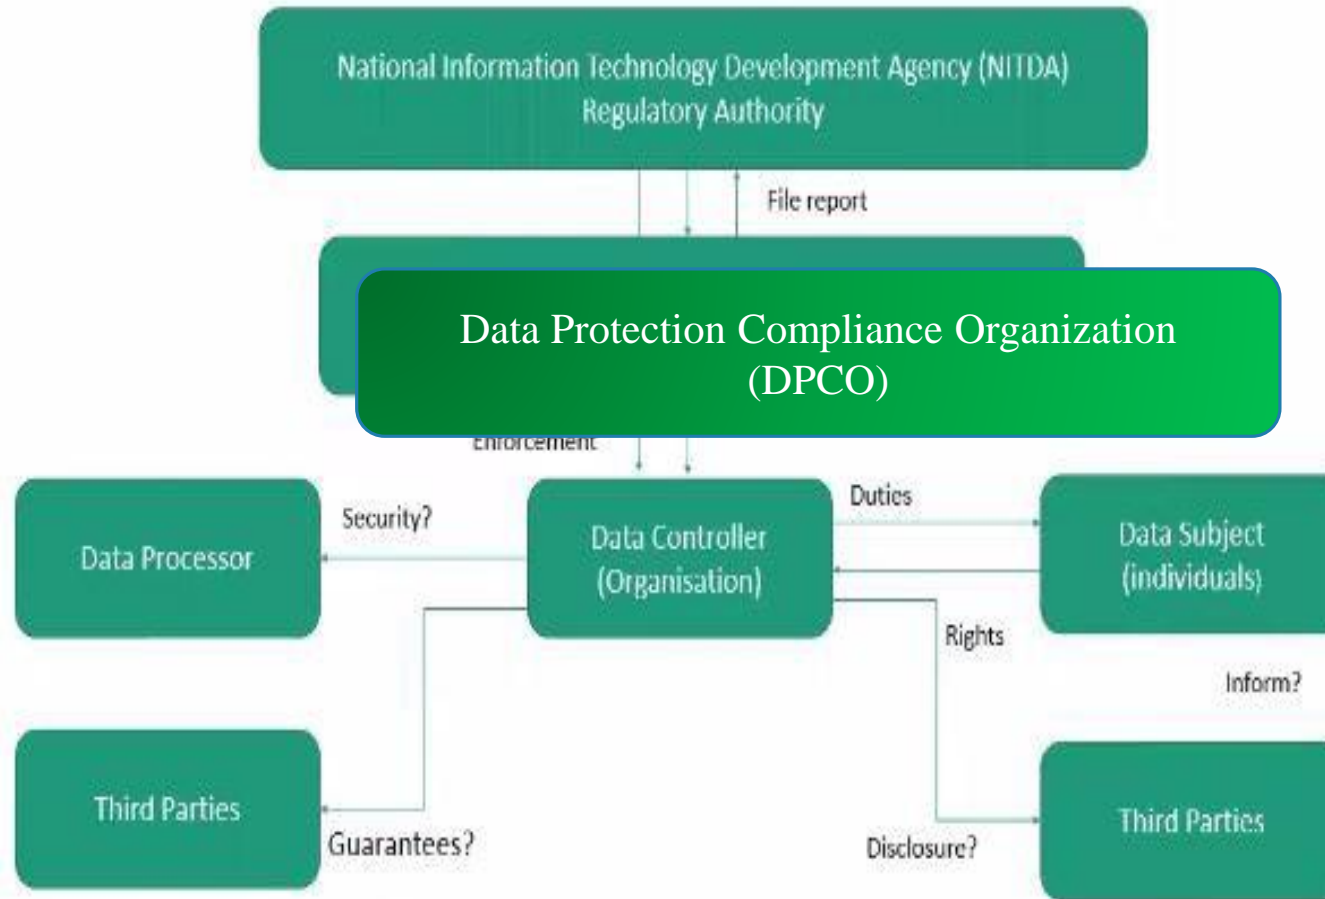 National Information Technology Development Agency (NITDA)
Regulatory Authority
File report
Data Protection Compliance Organization
(DPCO)
Enforcement
Security?
Data Processor
Data Controller
(Organisation)
Duties
Data Subject
(individuals)
Rights
Inform?
Third Parties
Guarantees?
Disclosure?
Third Parties